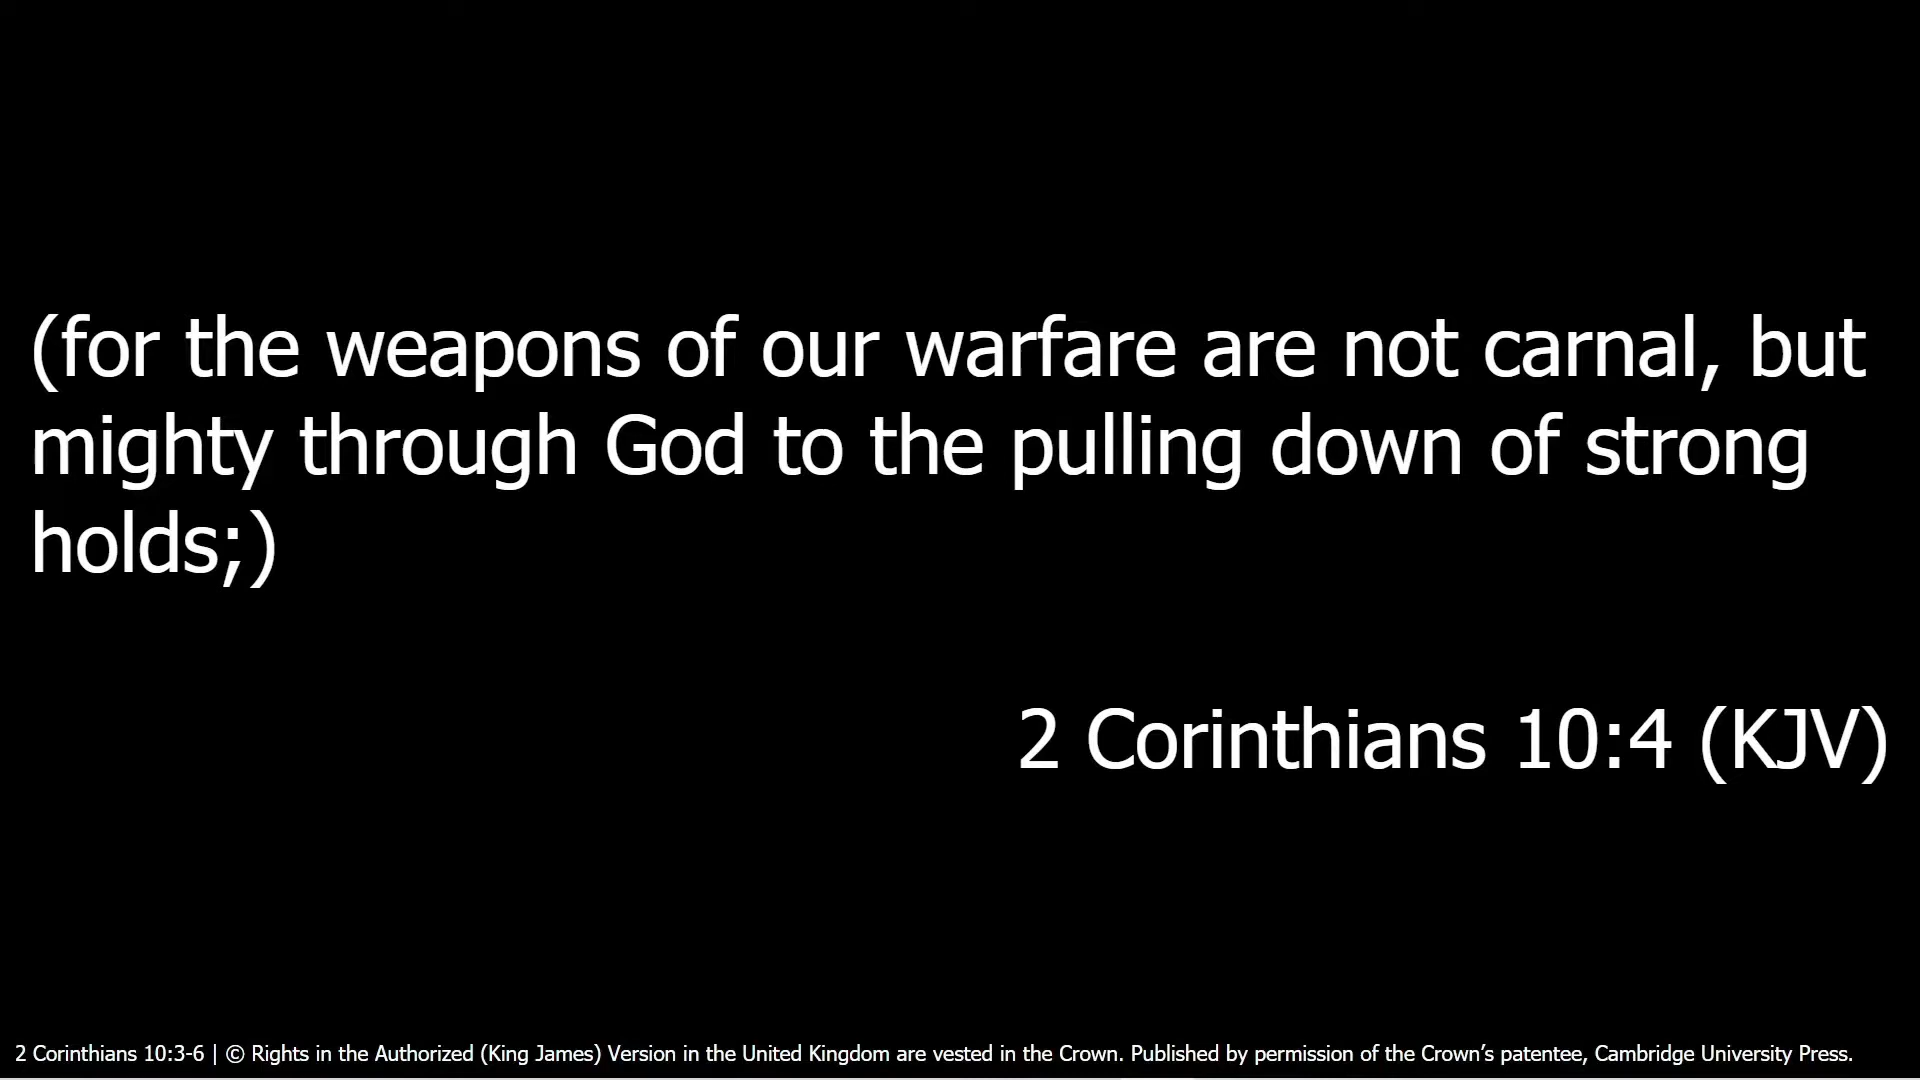 (for the weapons of our warfare are not carnal, but
mighty through God to the pulling down of strong
holds;)
2 Corinthians 10:4 (KJV)
2 Corinthians 10:3-6 | © Rights in the Authorized (King James) Version in the United Kingdom are vested in the Crown. Published by permission of the Crown’s patentee, Cambridge University Press.